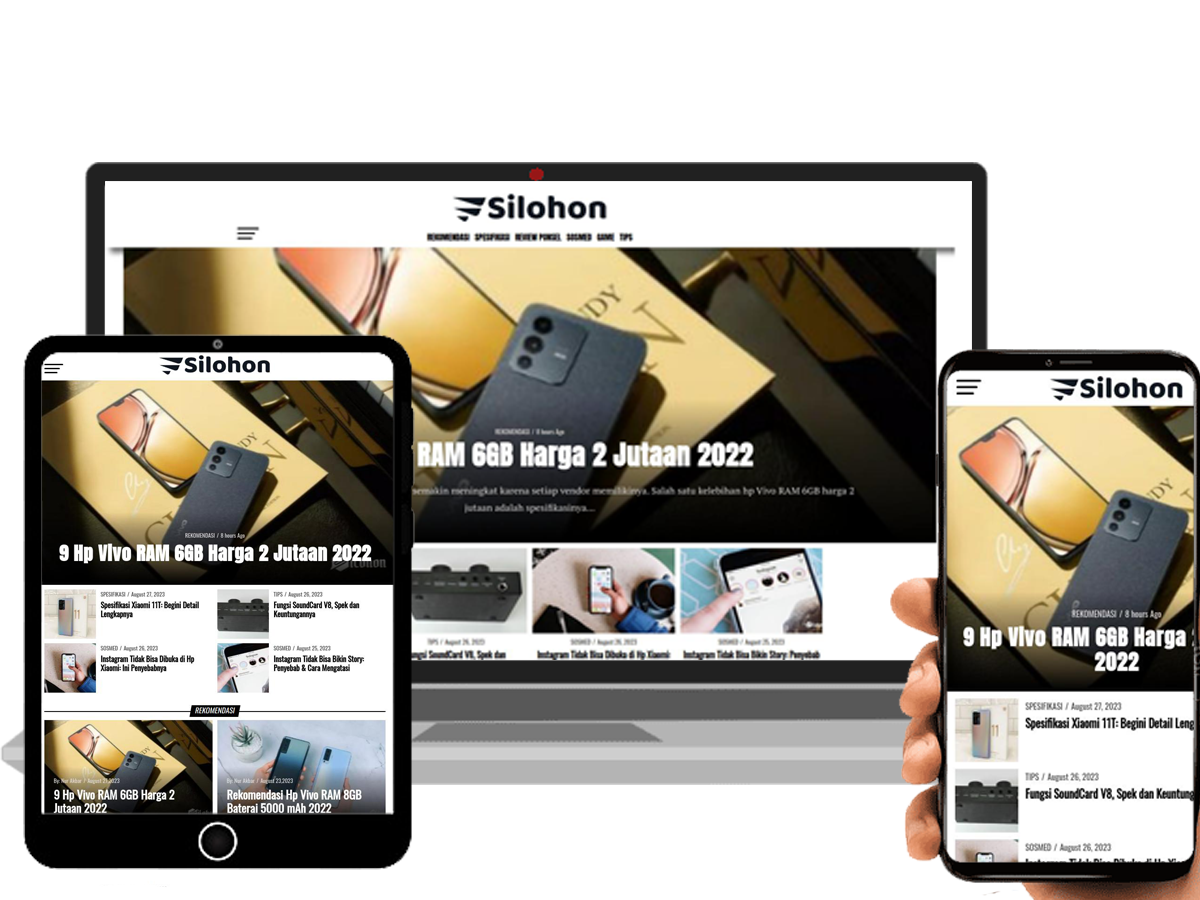 Silohon
REKOMENDASI SPESIFIKASI REVIEW PONSEL SOSMED GAME TIPS
REKOMENDASI / 8 hours Ago
RAM 6GB Harga 2 Jutaan 2022
semakin meningkat karena setiap vendor memilikinya. Salah satu kelebihan hp Vivo RAM 6GB harga 2
jutaan adalah spesifikasinya....
TIPS / August 26, 2023
SOSMED / August 26, 2023
SOSMED / August 25, 2023
ungsi SoundCard V8, Spek dan
Instagram Tidak Bisa Dibuka di Hp Xiaomi:
Instagram Tidak Bisa Bikin Story: Penyebab
Silohon
REKOMENDASI / 8 hours Ago
9 Hp Vivo RAM 6GB Harga 2 Jutaan 2022
SPESIFIKASI / August 27, 2023
Spesifikasi Xiaomi 11T: Begini Detail
Lengkapnya
TIPS / August 26, 2023
Fungsi SoundCard V8, Spek dan
Keuntungannya
SOSMED / August 26, 2023
Instagram Tidak Bisa Dibuka di Hp
Xiaomi: Ini Penyebabnya
SOSMED / August 25, 2023
Instagram Tidak Bisa Bikin Story:
Penyebab & Cara Mengatasi
REKOMENDASI
By: Nur Akbar / August 27,2023
9 Hp Vivo RAM 6GB Harga 2
Jutaan 2022
By: Nur Akbar / August 23,2023
Rekomendasi Hp Vivo RAM 8GB
Baterai 5000 mAh 2022
Silohon
REKOMENDASI / 8 hours Ago
9 Hp Vivo RAM 6GB Harga
2022
SPESIFIKASI / August 27, 2023
Spesifikasi Xiaomi 11T: Begini Detail Leng
TIPS / August 26, 2023
Fungsi SoundCard V8, Spek dan Keuntung
SOSMED / August 26, 2023
Instagram Tidak Bisa Dibuka di Hp Xiao